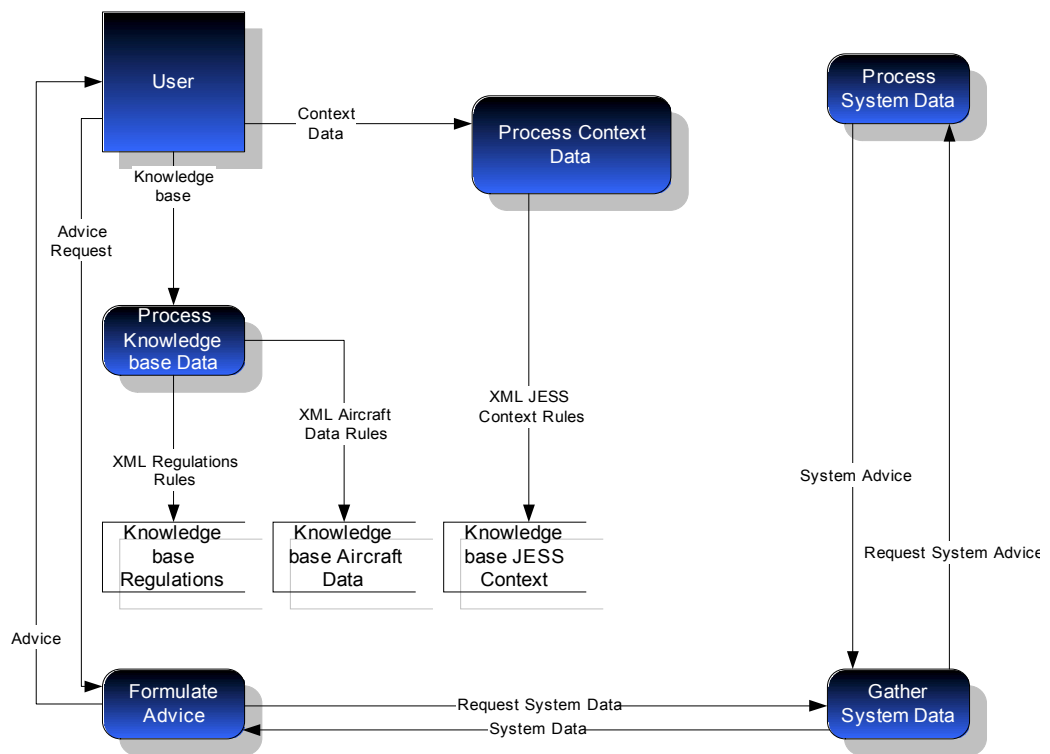 User
Process
System Data
Context
Data
Process Context
Data
Knowledge
base
Advice
Request
Process
Knowledge
base Data
XML JESS
Context Rules
XML Aircraft
Data Rules
XML Regulations
Rules
System Advice
Knowledge
base
Regulations
Knowledge
base Aircraft
Data
Knowledge
base JESS
Context
Request System Advice
Advice
Formulate
Advice
Request System Data
System Data
Gather
System Data